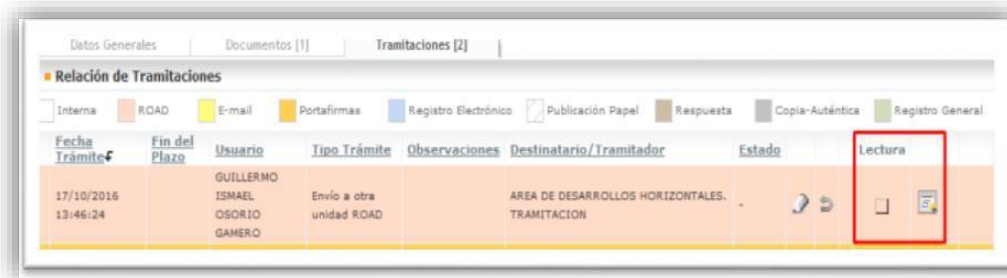 Datos Generales Documentos [1] Tramitaciones [2]
Relación de Tramitaciones
Interna ROAD E-mail Portafirmas Registro Electrónico Publicación Papel Respuesta Copia-Auténtica Registro General
Fecha Trámite Fin del Plazo Usuario Tipo Trámite Observaciones Destinatario/Tramitador Estado Lectura
17/10/2016 13:46:24 GUILLERMO ISMAEL OSORIO GAMERO Envío a otra unidad ROAD AREA DE DESARROLLOS HORIZONTALES. TRAMITACION -